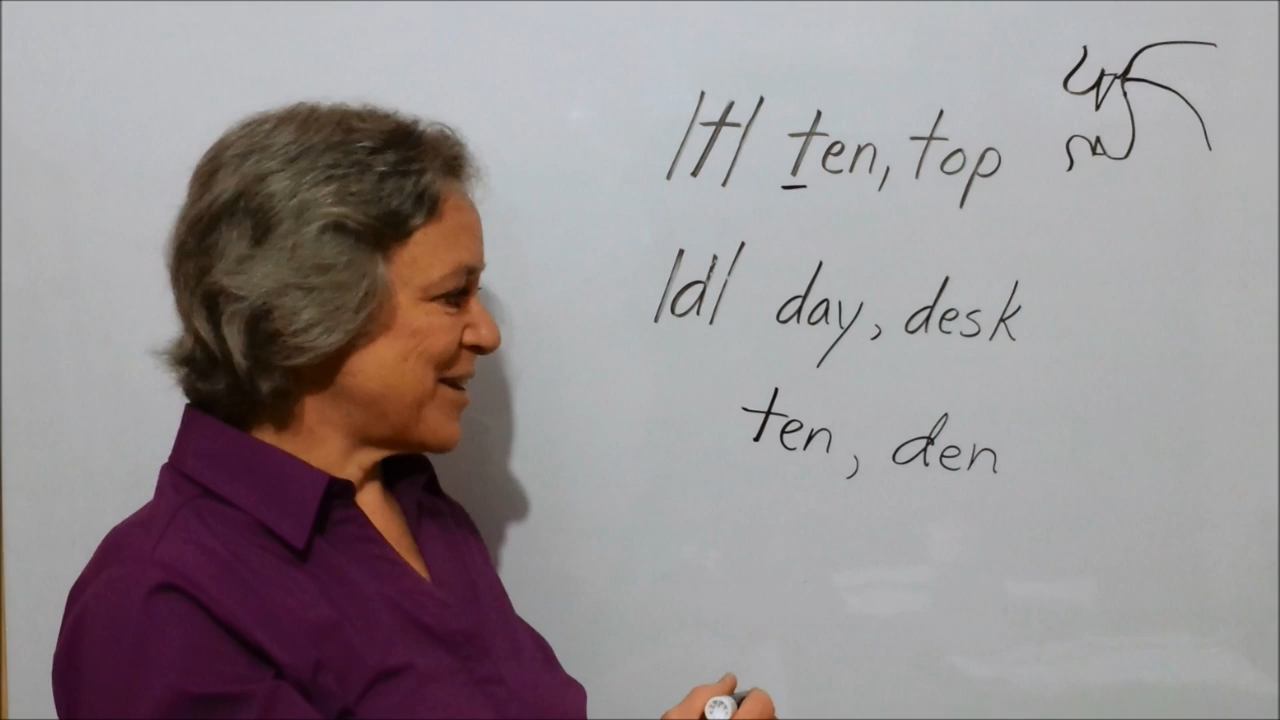 /t/ ten, top
/d/ day, desk
ten, den